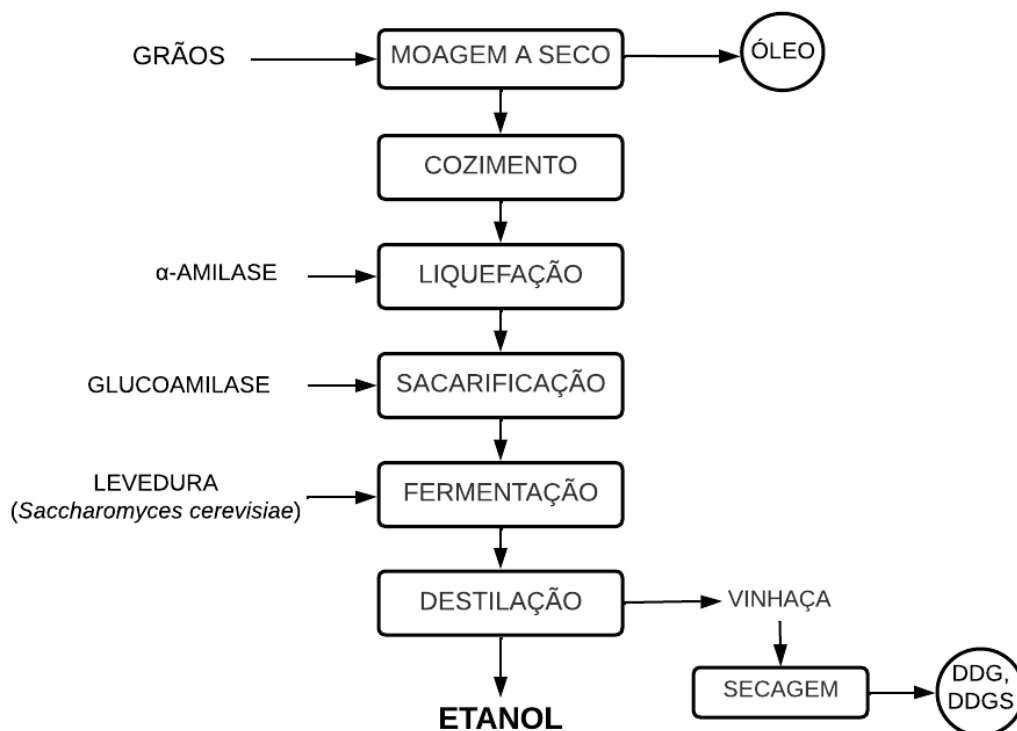 GRÃOS
MOAGEM A SECO
ÓLEO
COZIMENTO
α-AMILASE
LIQUEFAÇÃO
GLUCOAMILASE
SACARIFICAÇÃO
LEVEDURA
(Saccharomyces cerevisiae)
FERMENTAÇÃO
DESTILAÇÃO
VINHAÇA
SECAGEM
DDG,
DDGS
ETANOL